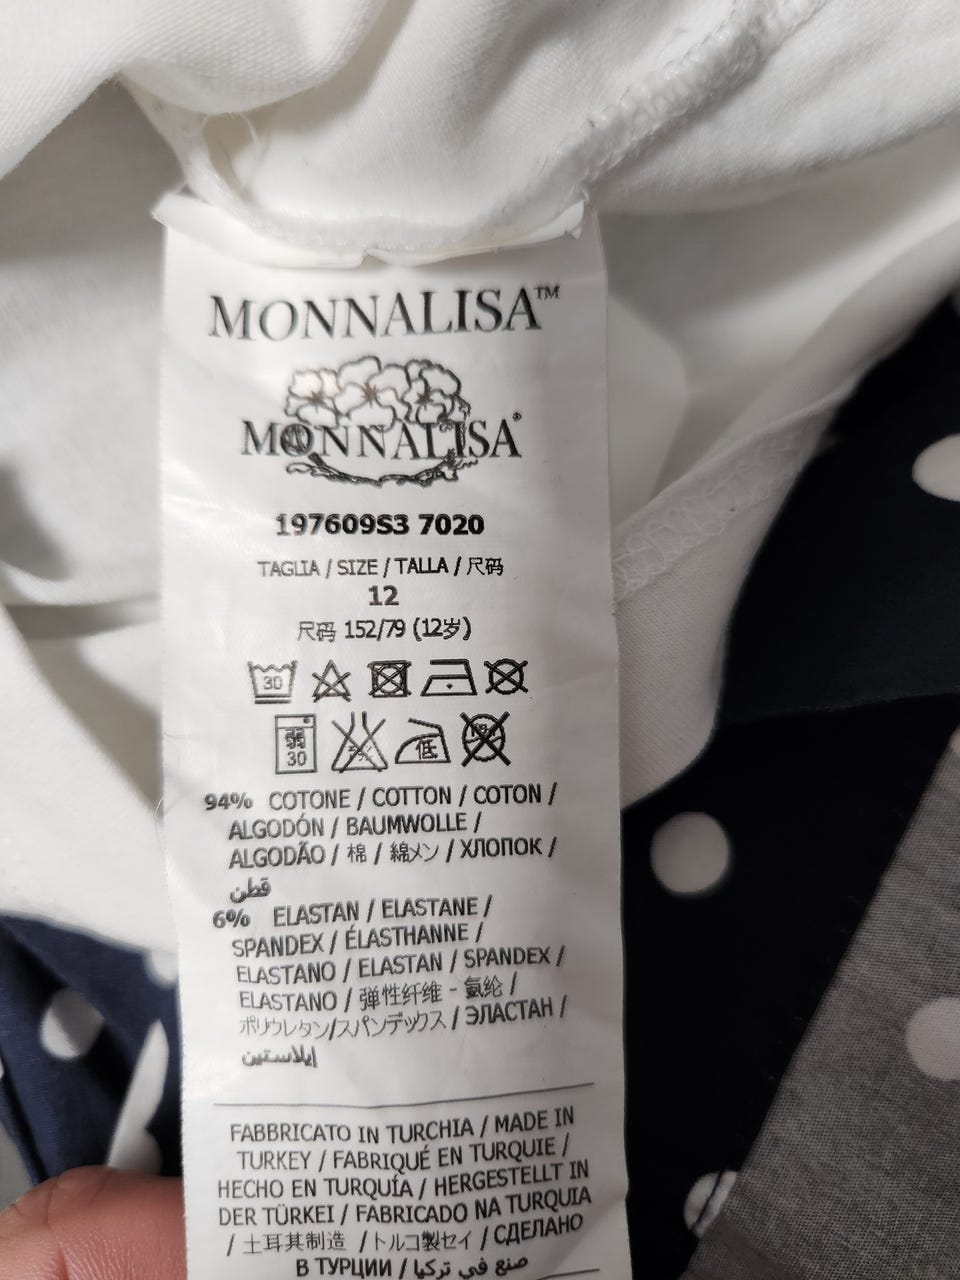 MONNALISA™
MONNALISA®
197609S3 7020
TAGLIA / SIZE / TALLA / 尺码
12
尺码 152/79 (12岁)
30
30 低
94% COTONE / COTTON / COTON /
ALGODÓN / BAUMWOLLE /
ALGODÃO / 棉 / 綿メン / ХЛОПОК /
قطن
6% ELASTAN / ELASTANE /
SPANDEX / ÉLASTHANNE /
ELASTANO / ELASTAN / SPANDEX /
ELASTANO / 弹性纤维 - 氨纶 /
ポリウレタン/スパンデックス / ЭЛАСТАН /
إيلاستين
FABBRICATO IN TURCHIA / MADE IN
TURKEY / FABRIQUÉ EN TURQUIE /
HECHO EN TURQUÍA / HERGESTELLT IN
DER TÜRKEI / FABRICADO NA TURQUIA
/ 土耳其制造 / トルコ製セイ / СДЕЛАНО
В ТУРЦИИ / صنع في تركيا